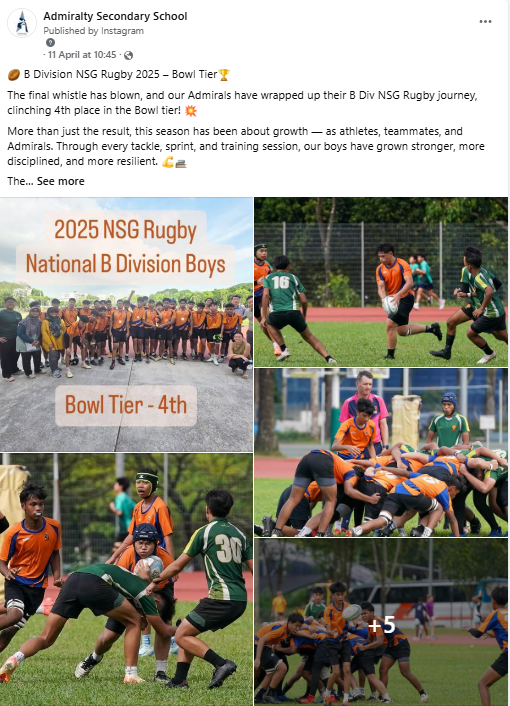 Admiralty Secondary School
Published by Instagram
· 11 April at 10:45 ·
🏉 B Division NSG Rugby 2025 – Bowl Tier🏆
The final whistle has blown, and our Admirals have wrapped up their B Div NSG Rugby journey,
clinching 4th place in the Bowl tier! 💥
More than just the result, this season has been about growth — as athletes, teammates, and
Admirals. Through every tackle, sprint, and training session, our boys have grown stronger, more
disciplined, and more resilient. 💪📚
The... See more
2025 NSG Rugby
National B Division Boys
Bowl Tier - 4th
16
30
+5